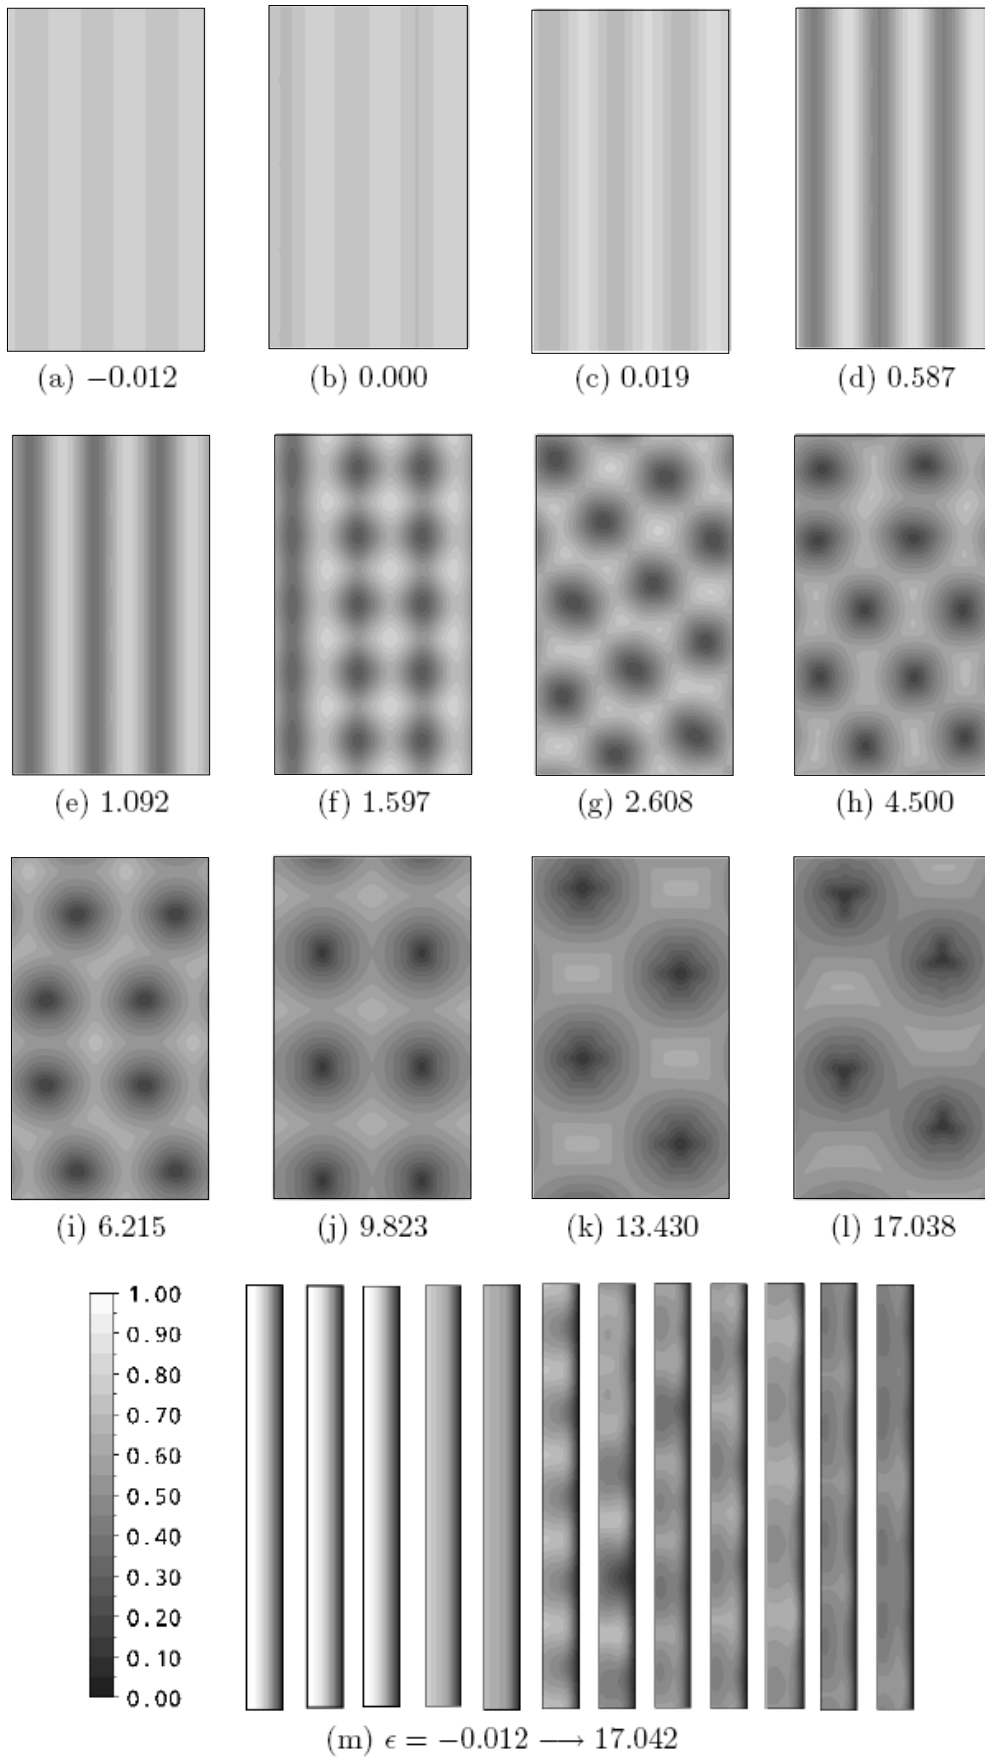 (a) −0.012
(b) 0.000
(c) 0.019
(d) 0.587
(e) 1.092
(f) 1.597
(g) 2.608
(h) 4.500
(i) 6.215
(j) 9.823
(k) 13.430
(l) 17.038
1.00
0.90
0.80
0.70
0.60
0.50
0.40
0.30
0.20
0.10
0.00
(m) ϵ = −0.012 ⟶ 17.042